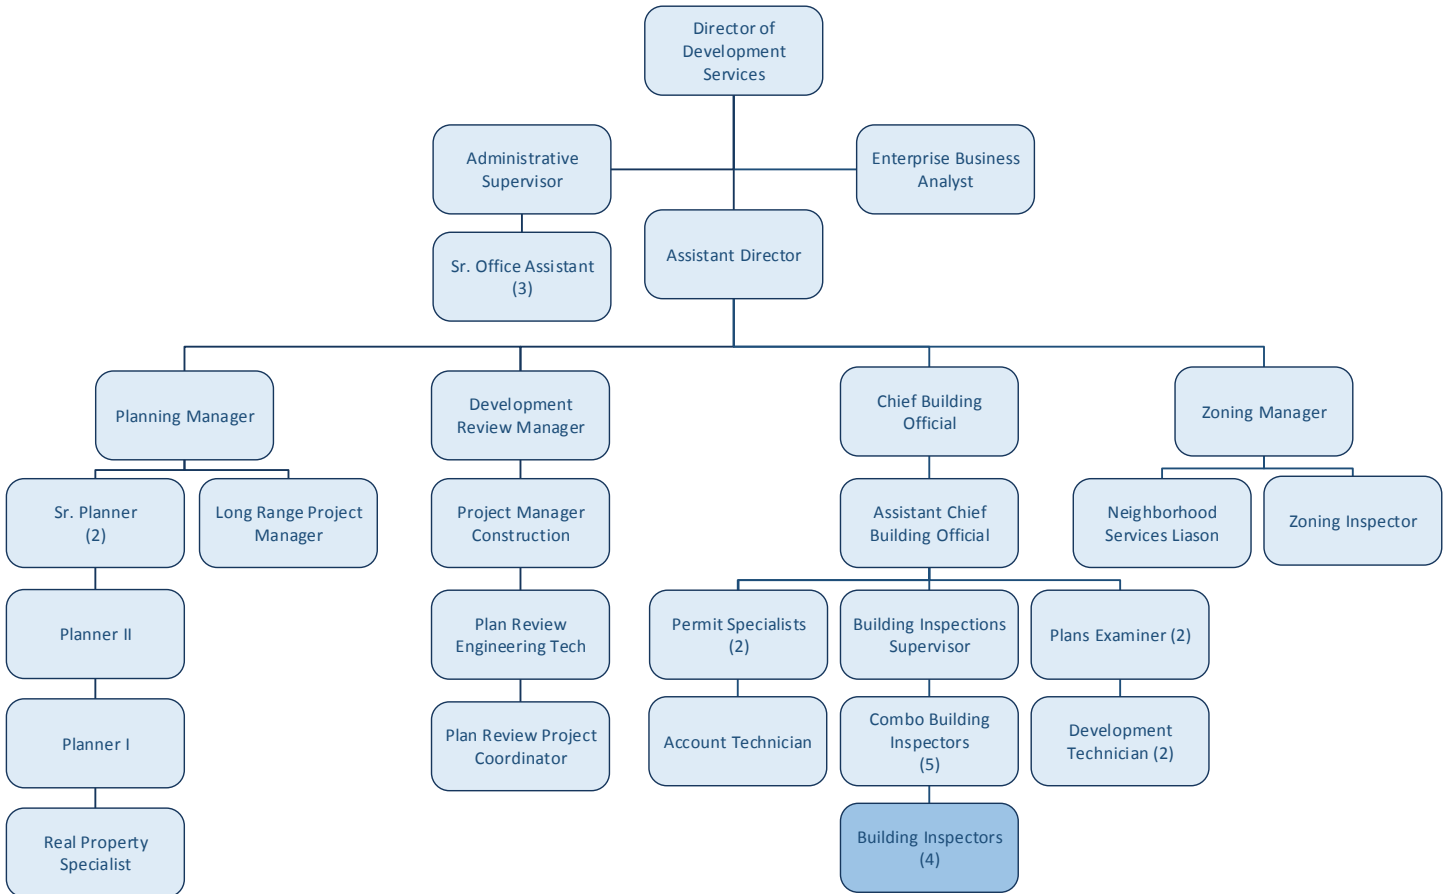 Director of
Development
Services
Administrative
Supervisor
Enterprise Business
Analyst
Sr. Office Assistant
(3)
Assistant Director
Planning Manager
Development
Review Manager
Chief Building
Official
Zoning Manager
Sr. Planner
(2)
Long Range Project
Manager
Project Manager
Construction
Assistant Chief
Building Official
Neighborhood
Services Liason
Zoning Inspector
Planner II
Plan Review
Engineering Tech
Permit Specialists
(2)
Building Inspections
Supervisor
Plans Examiner (2)
Planner I
Plan Review Project
Coordinator
Account Technician
Combo Building
Inspectors
(5)
Development
Technician (2)
Real Property
Specialist
Building Inspectors
(4)